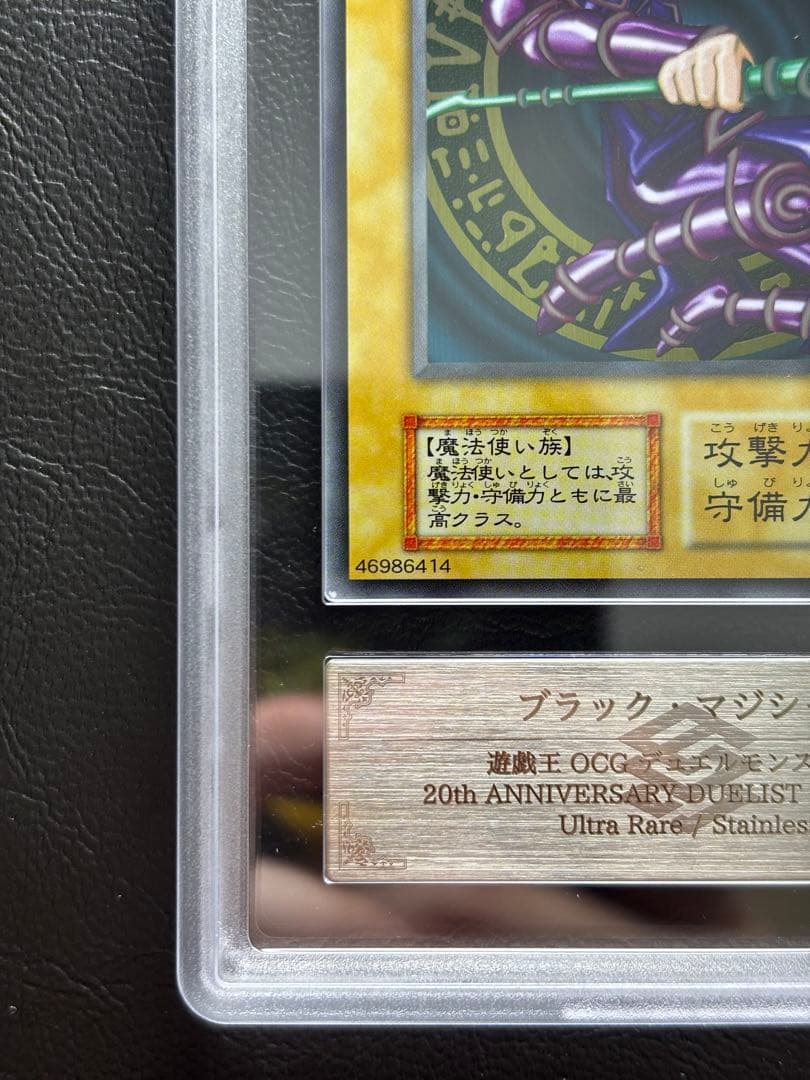 【魔法使い族】
魔法使いとしては、攻
撃力・守備力ともに最
高クラス。
攻撃
守備力
46986414
ブラック・マジシ
遊戯王 OCG デュエルモンス
20th ANNIVERSARY DUELIST
Ultra Rare / Stainles